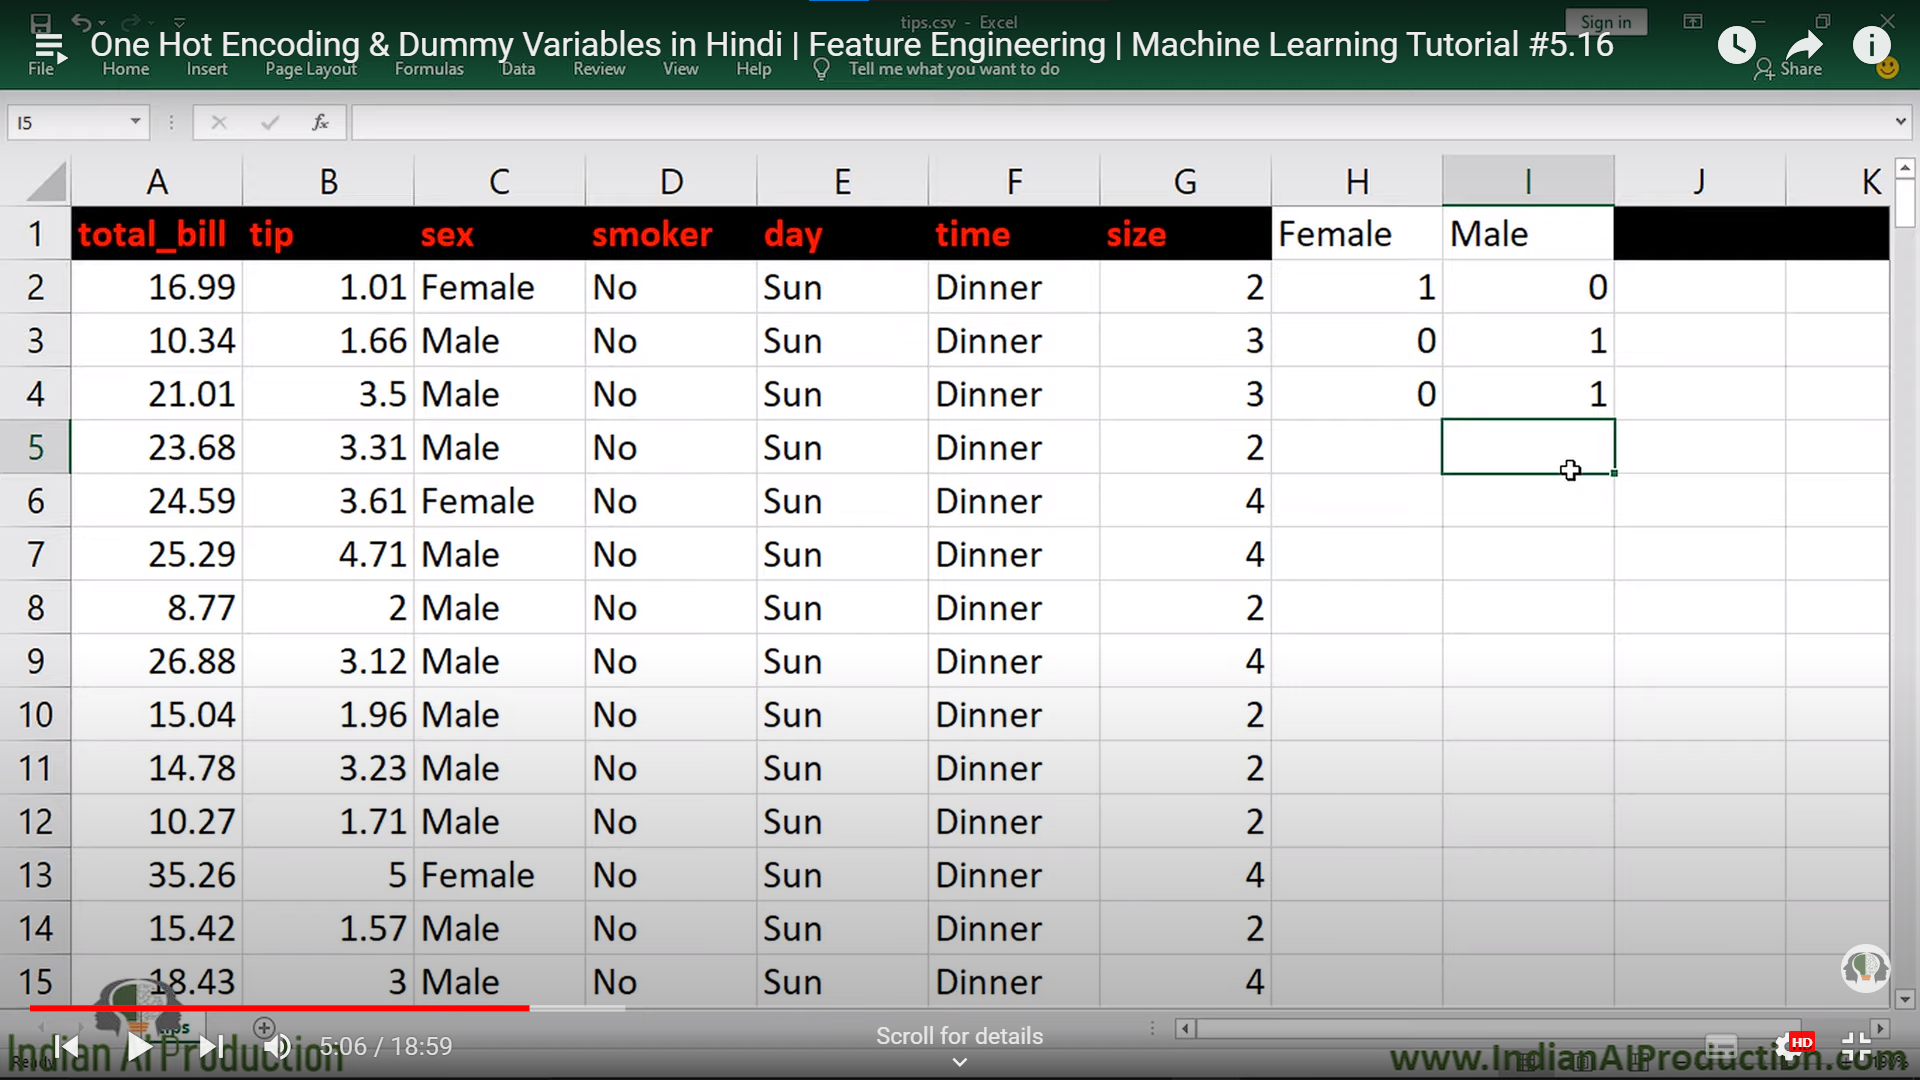 tips.csv - Excel
Sign in
One Hot Encoding & Dummy Variables in Hindi | Feature Engineering | Machine Learning Tutorial #5.16
File Home Insert Page Layout Formulas Data Review View Help Tell me what you want to do Share
I5 fx
A B C D E F G H I J K
1 total_bill tip sex smoker day time size Female Male
2 16.99 1.01 Female No Sun Dinner 2 1 0
3 10.34 1.66 Male No Sun Dinner 3 0 1
4 21.01 3.5 Male No Sun Dinner 3 0 1
5 23.68 3.31 Male No Sun Dinner 2
6 24.59 3.61 Female No Sun Dinner 4
7 25.29 4.71 Male No Sun Dinner 4
8 8.77 2 Male No Sun Dinner 2
9 26.88 3.12 Male No Sun Dinner 4
10 15.04 1.96 Male No Sun Dinner 2
11 14.78 3.23 Male No Sun Dinner 2
12 10.27 1.71 Male No Sun Dinner 2
13 35.26 5 Female No Sun Dinner 4
14 15.42 1.57 Male No Sun Dinner 2
15 18.43 3 Male No Sun Dinner 4
Scroll for details
5:06 / 18:59
HD
Indian AI Production
www.IndianAIProduction.com